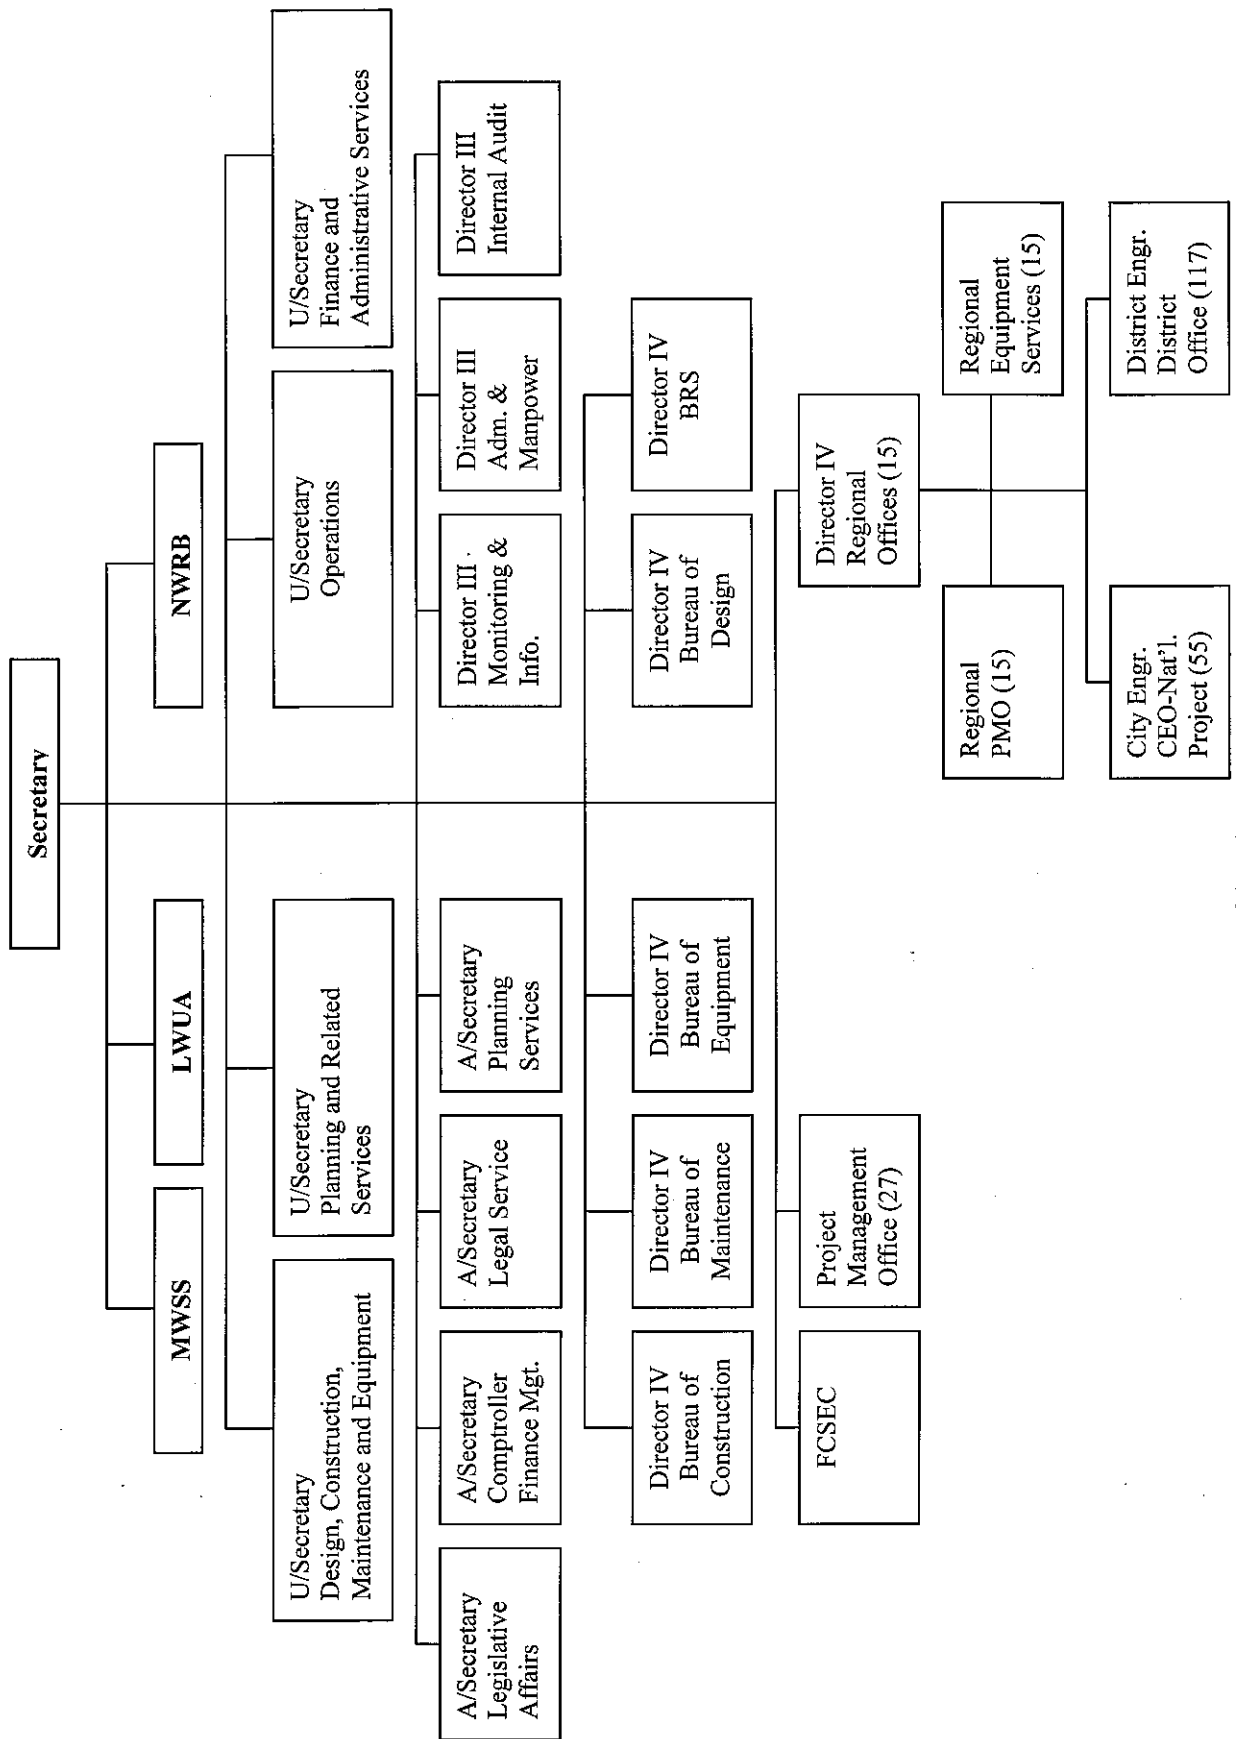 Secretary
MWSS
LWUA
NWRB
U/Secretary
Design, Construction,
Maintenance and Equipment
U/Secretary
Planning and Related
Services
U/Secretary
Operations
U/Secretary
Finance and
Administrative Services
A/Secretary
Legislative
Affairs
A/Secretary
Comptroller
Finance Mgt.
A/Secretary
Legal Service
A/Secretary
Planning
Services
Director III
Monitoring &
Info.
Director III
Adm. &
Manpower
Director III
Internal Audit
Director IV
Bureau of
Construction
Director IV
Bureau of
Maintenance
Director IV
Bureau of
Equipment
Director IV
Bureau of
Design
Director IV
BRS
FCSEC
Project
Management
Office (27)
Director IV
Regional
Offices (15)
Regional
PMO (15)
Regional
Equipment
Services (15)
City Engr.
CEO-Nat'l.
Project (55)
District Engr.
District
Office (117)